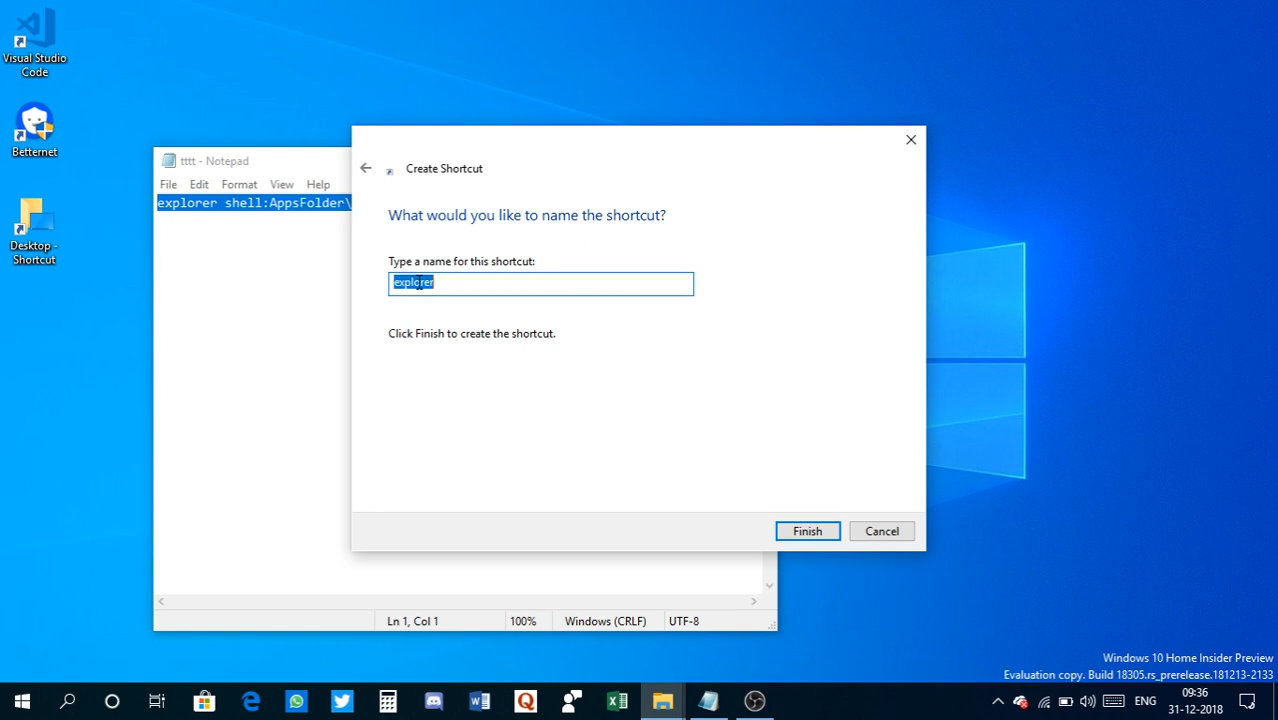 Visual Studio
Code
Betternet
Desktop -
Shortcut
tttt - Notepad
File Edit Format View Help
explorer shell:AppsFolder\
Create Shortcut
What would you like to name the shortcut?
Type a name for this shortcut:
explorer
Click Finish to create the shortcut.
Finish Cancel
Ln 1, Col 1 100% Windows (CRLF) UTF-8
Windows 10 Home Insider Preview
Evaluation copy. Build 18305.rs_prerelease.181213-2133
ENG
09:36
31-12-2018